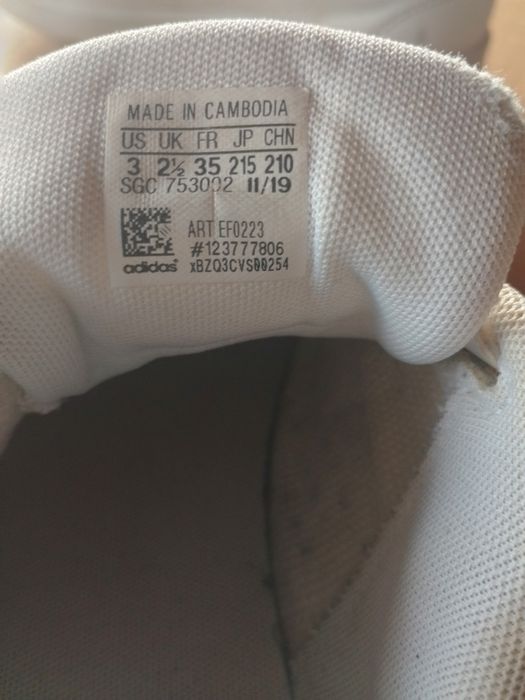 MADE IN CAMBODIA
US UK FR JP CHN
3 2½ 35 215 210
SGC 753002 11/19
ART EF0223
#123777806
adidas® xBZQ3CVS00254